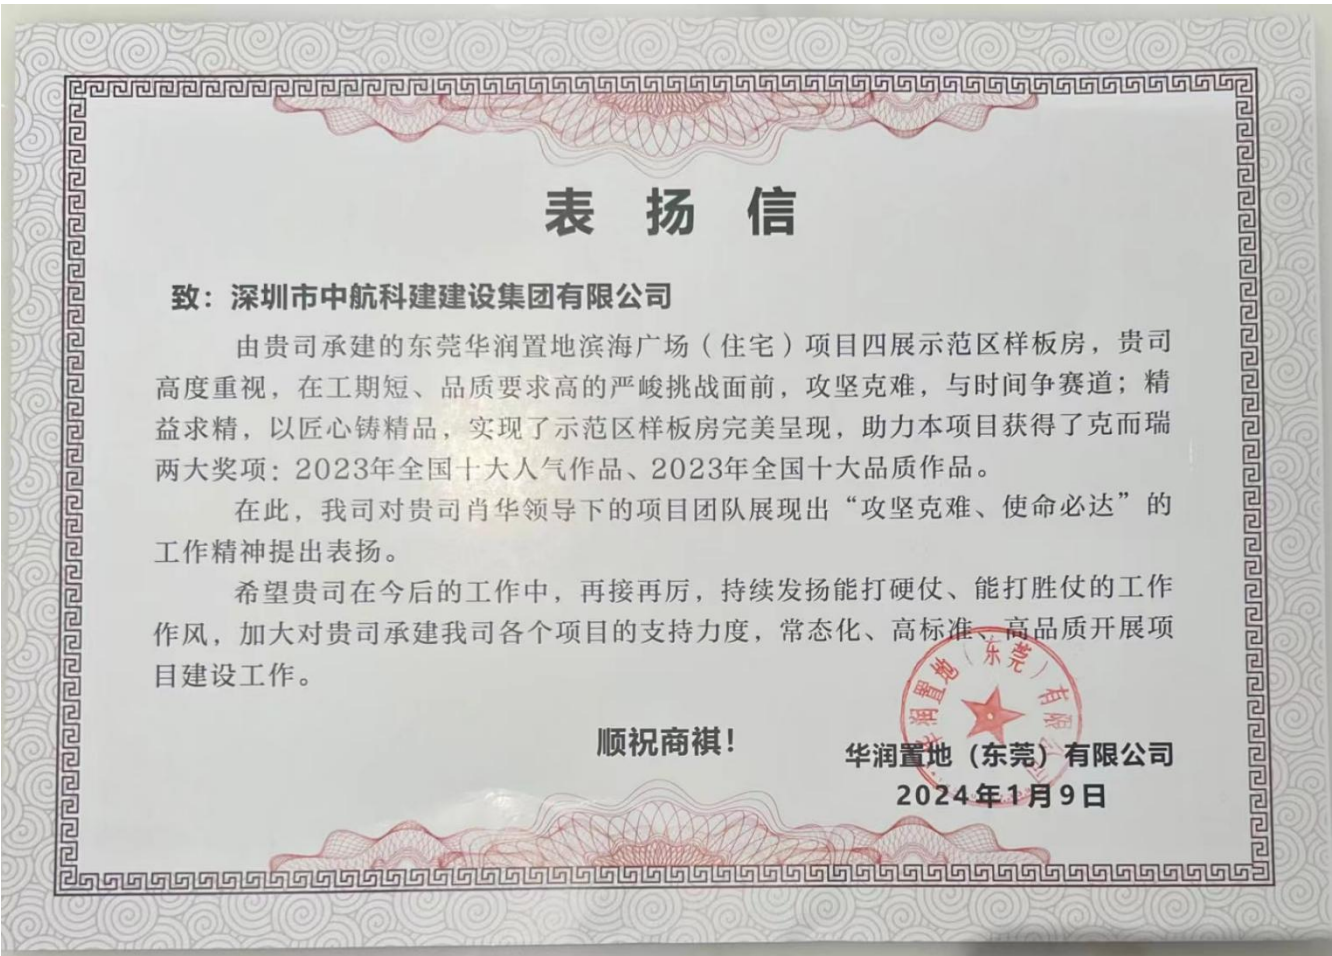 表 扬 信
致：深圳市中航科建建设集团有限公司
由贵司承建的东莞华润置地滨海广场（住宅）项目四展示范区样板房，贵司
高度重视，在工期短、品质要求高的严峻挑战面前，攻坚克难，与时间争赛道；精
益求精，以匠心铸精品，实现了示范区样板房完美呈现，助力本项目获得了克而瑞
两大奖项：2023年全国十大人气作品、2023年全国十大品质作品。
在此，我司对贵司肖华领导下的项目团队展现出“攻坚克难、使命必达”的
工作精神提出表扬。
希望贵司在今后的工作中，再接再厉，持续发扬能打硬仗、能打胜仗的工作
作风，加大对贵司承建我司各个项目的支持力度，常态化、高标准、高品质开展项
目建设工作。
顺祝商祺！
华润置地（东莞）有限公司
华润置地（东莞）有限公司
2024年1月9日